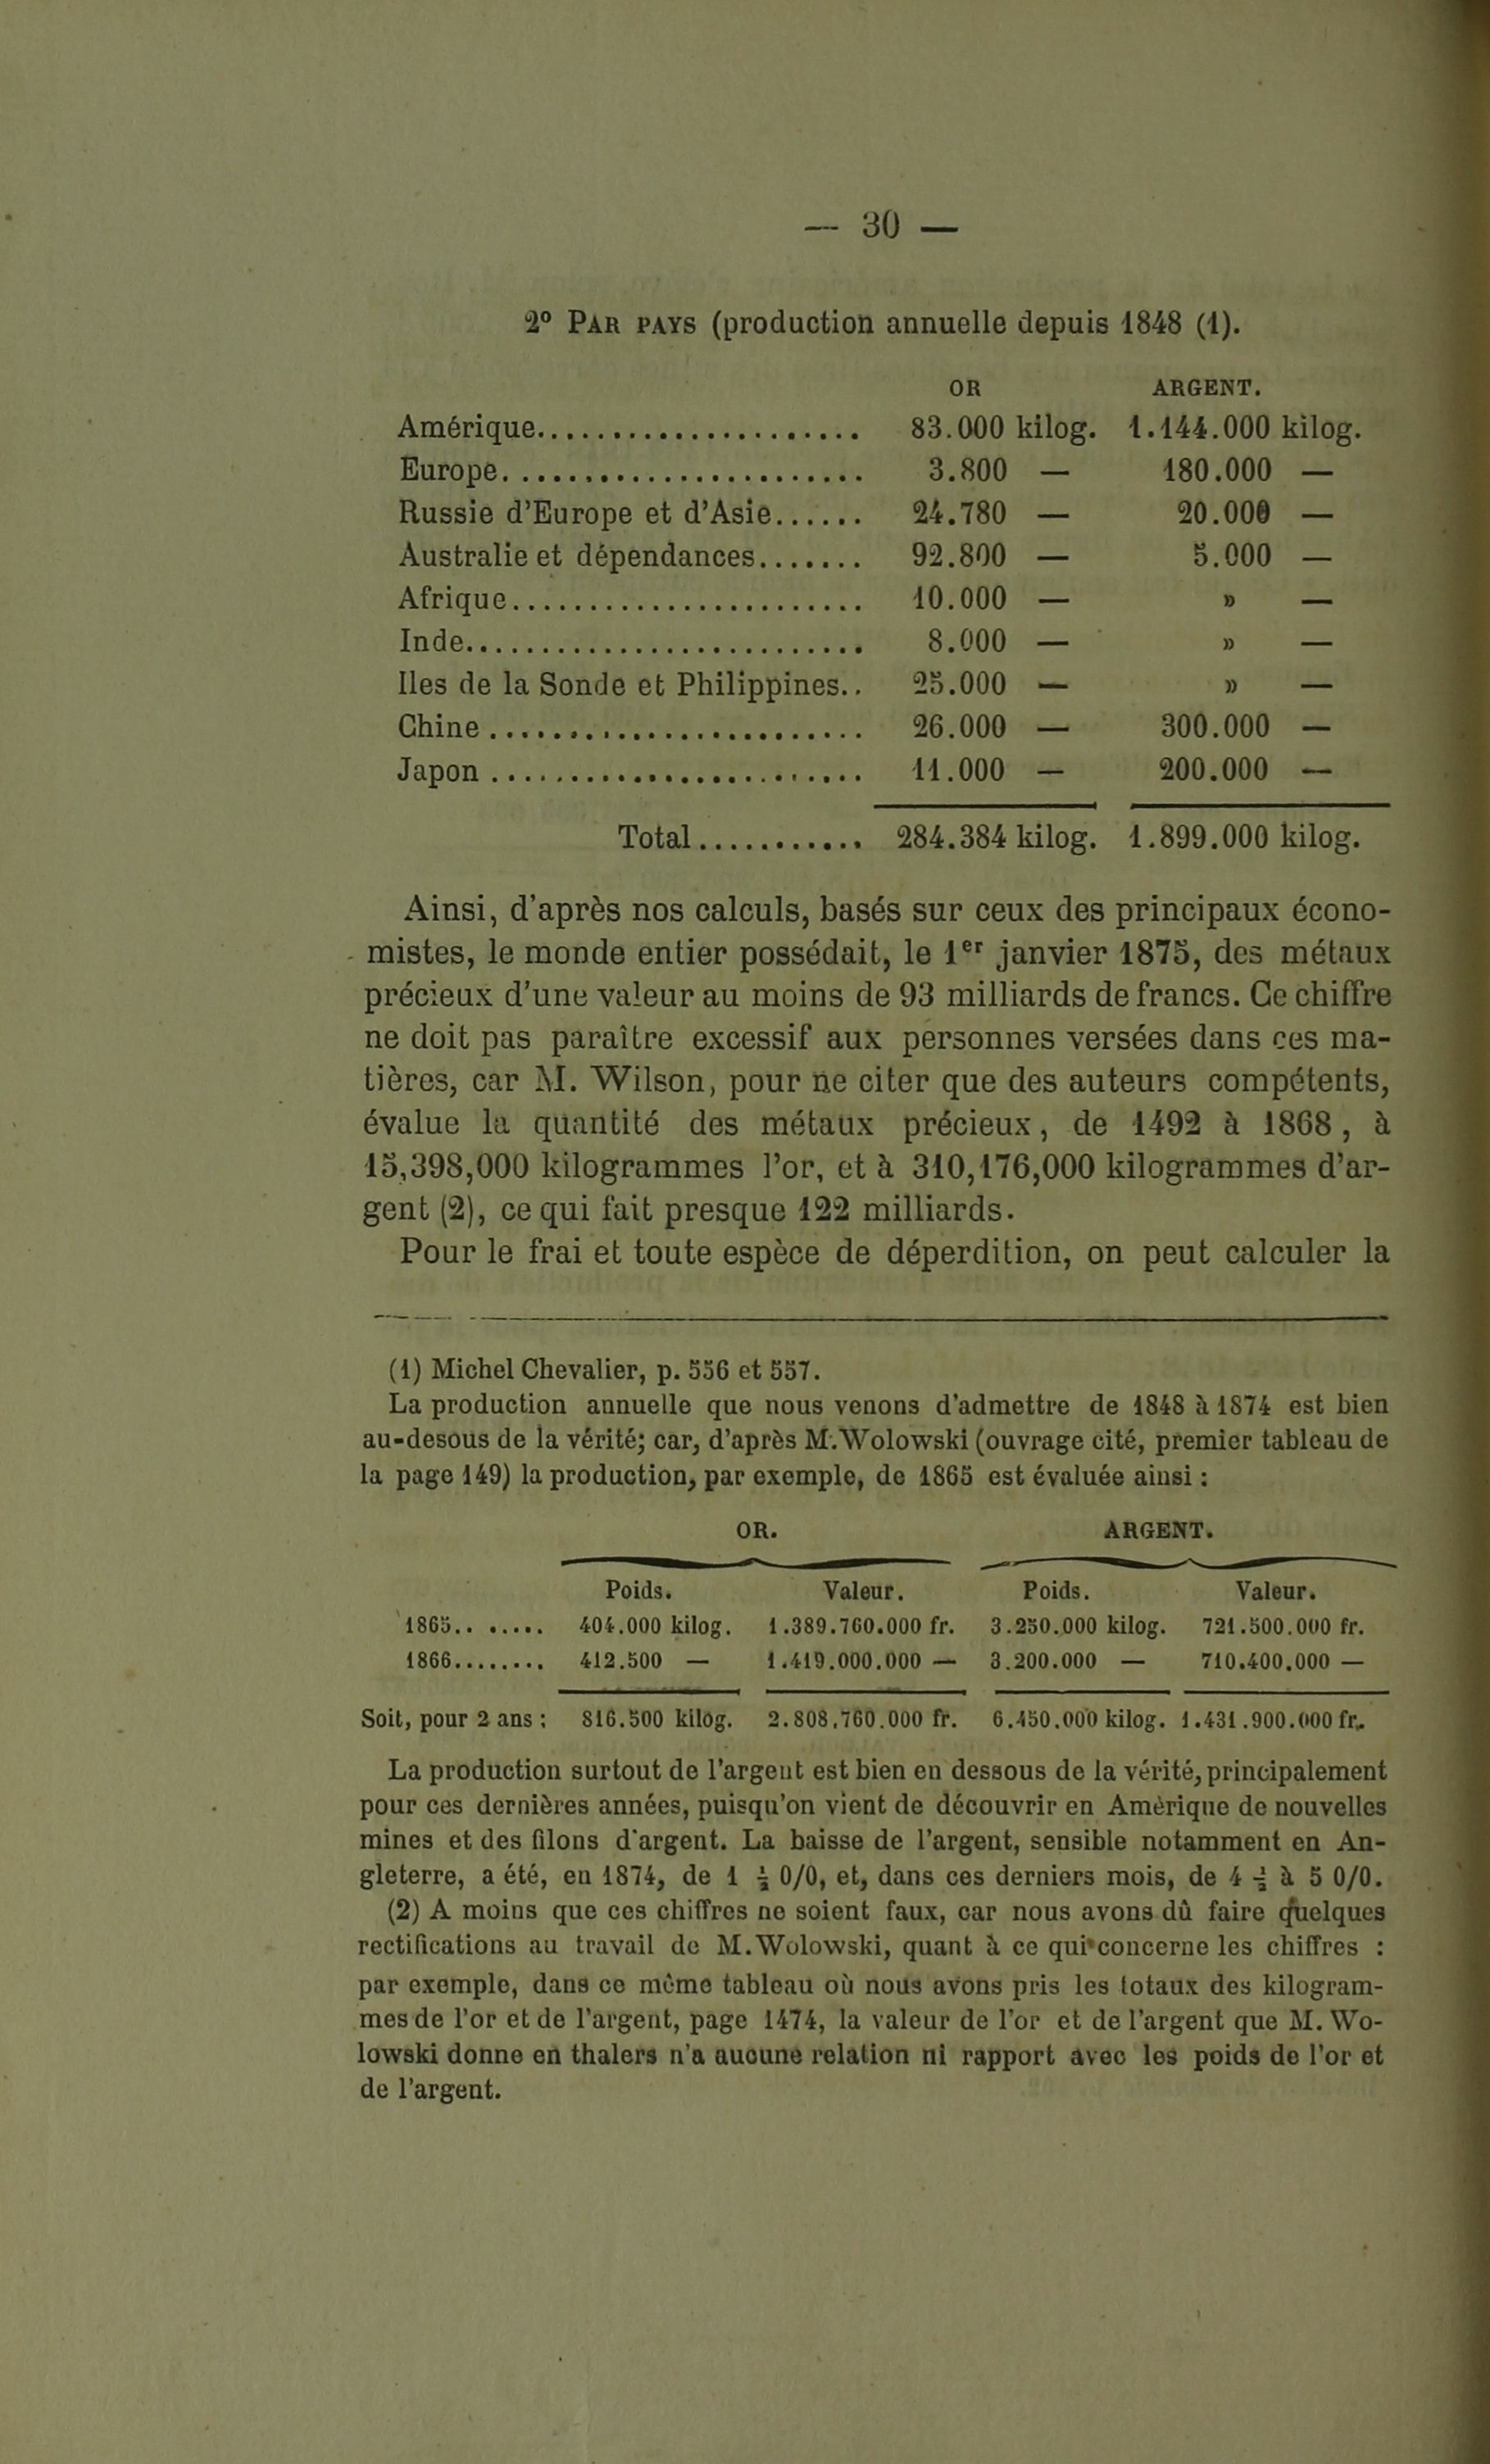 — 30 —
2° PAR PAYS (production annuelle depuis 1848 (1).
OR ARGENT.
Amérique..................... 83.000 kilog. 1.144.000 kilog.
Europe........................ 3.800 — 180.000 —
Russie d'Europe et d'Asie...... 24.780 — 20.000 —
Australie et dépendances....... 92.800 — 5.000 —
Afrique....................... 10.000 — » —
Inde.......................... 8.000 — » —
Iles de la Sonde et Philippines.. 25.000 — » —
Chine......................... 26.000 — 300.000 —
Japon......................... 11.000 — 200.000 —
Total........... 284.384 kilog. 1.899.000 kilog.
Ainsi, d'après nos calculs, basés sur ceux des principaux écono-
mistes, le monde entier possédait, le 1er janvier 1875, des métaux
précieux d'une valeur au moins de 93 milliards de francs. Ce chiffre
ne doit pas paraître excessif aux personnes versées dans ces ma-
tières, car M. Wilson, pour ne citer que des auteurs compétents,
évalue la quantité des métaux précieux, de 1492 à 1868, à
15,398,000 kilogrammes l'or, et à 310,176,000 kilogrammes d'ar-
gent (2), ce qui fait presque 122 milliards.
Pour le frai et toute espèce de déperdition, on peut calculer la
(1) Michel Chevalier, p. 556 et 557.
La production annuelle que nous venons d'admettre de 1848 à 1874 est bien
au-desous de la vérité; car, d'après M. Wolowski (ouvrage cité, premier tableau de
la page 149) la production, par exemple, de 1865 est évaluée ainsi :
OR. ARGENT.
Poids. Valeur. Poids. Valeur.
1865....... 404.000 kilog. 1.389.760.000 fr. 3.250.000 kilog. 721.500.000 fr.
1866........ 412.500 — 1.419.000.000 — 3.200.000 — 710.400.000 —
Soit, pour 2 ans : 816.500 kilog. 2.808.760.000 fr. 6.450.000 kilog. 1.431.900.000 fr.
La production surtout de l'argent est bien en dessous de la vérité, principalement
pour ces dernières années, puisqu'on vient de découvrir en Amérique de nouvelles
mines et des filons d'argent. La baisse de l'argent, sensible notamment en An-
gleterre, a été, en 1874, de 1 ½ 0/0, et, dans ces derniers mois, de 4 ½ à 5 0/0.
(2) A moins que ces chiffres ne soient faux, car nous avons dû faire quelques
rectifications au travail de M. Wolowski, quant à ce qui concerne les chiffres :
par exemple, dans ce même tableau où nous avons pris les totaux des kilogram-
mes de l'or et de l'argent, page 1474, la valeur de l'or et de l'argent que M. Wo-
lowski donne en thalers n'a aucune relation ni rapport avec les poids de l'or et
de l'argent.